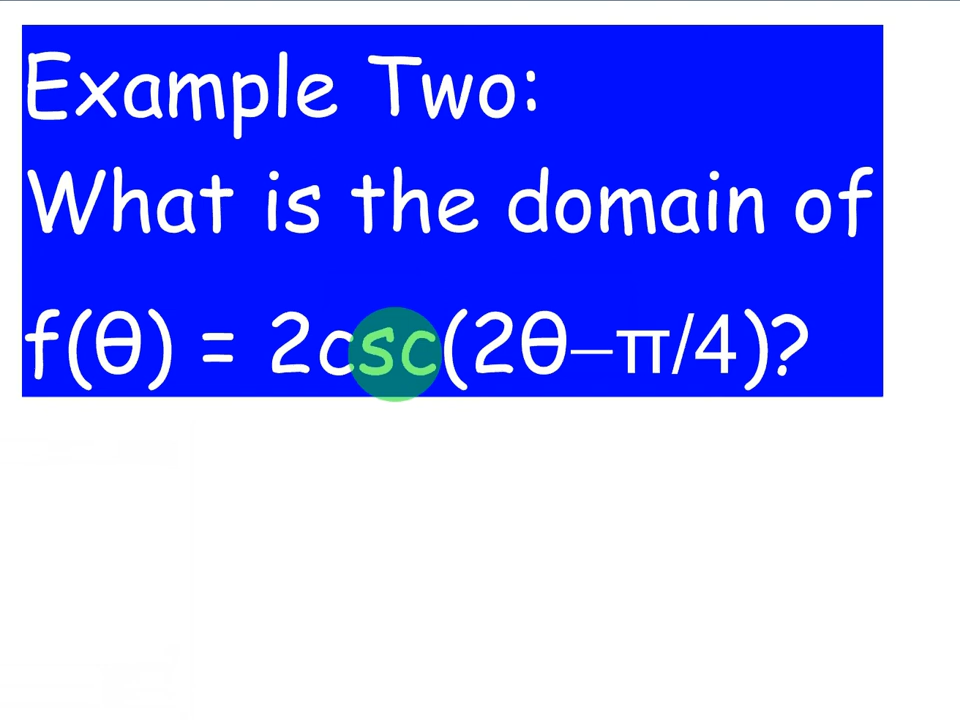 Example Two:
What is the domain of
f(θ) = 2csc(2θ–π/4)?